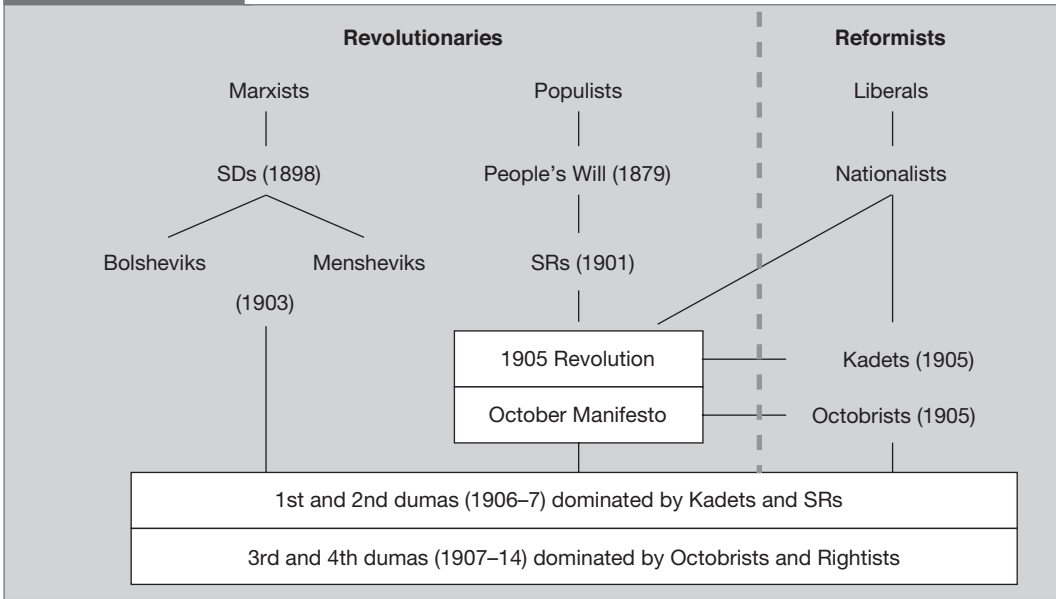 Revolutionaries
Reformists
Marxists
Populists
Liberals
SDs (1898)
People's Will (1879)
Nationalists
Bolsheviks
Mensheviks
SRs (1901)
(1903)
1905 Revolution
Kadets (1905)
October Manifesto
Octobrists (1905)
1st and 2nd dumas (1906–7) dominated by Kadets and SRs
3rd and 4th dumas (1907–14) dominated by Octobrists and Rightists